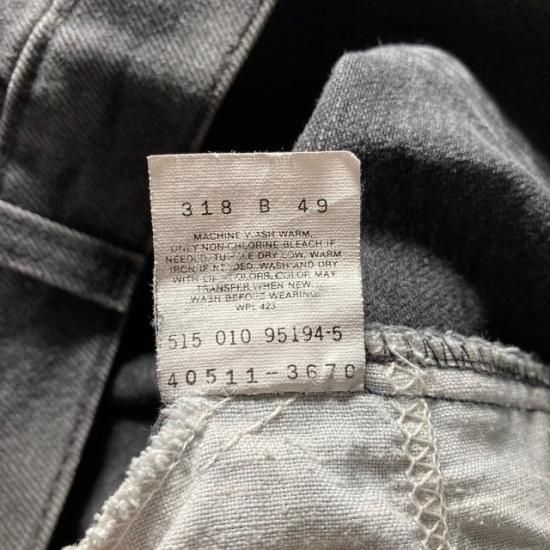 318 B 49
MACHINE WASH WARM,
ONLY NON-CHLORINE BLEACH IF
NEEDED, TUMBLE DRY LOW, WARM
IRON IF NEEDED. WASH AND DRY
WITH LIKE COLORS, COLOR MAY
TRANSFER WHEN NEW.
WASH BEFORE WEARING.
WPL 423
515 010 95194-5
40511-3670